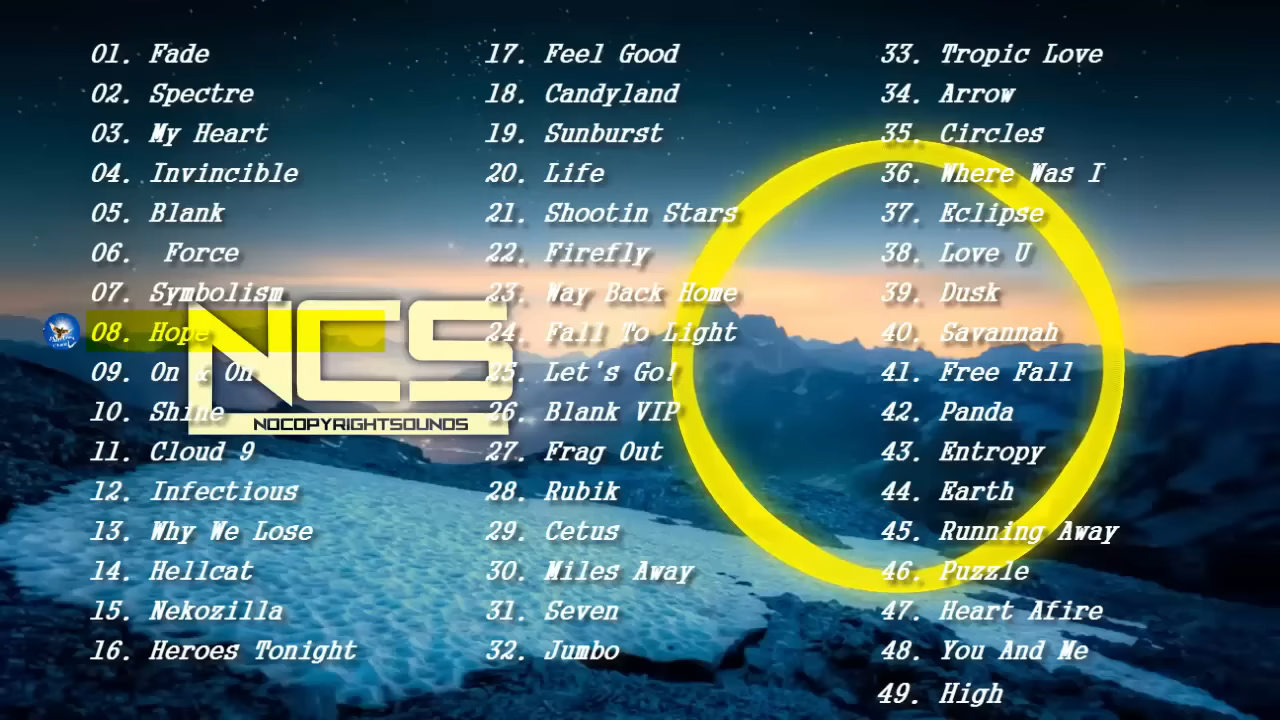 01. Fade
02. Spectre
03. My Heart
04. Invincible
05. Blank
06. Force
07. Symbolism
08. Hope
09. On & On
10. Shine
11. Cloud 9
12. Infectious
13. Why We Lose
14. Hellcat
15. Nekozilla
16. Heroes Tonight
NCS
NOCOPYRIGHTSOUNDS
17. Feel Good
18. Candyland
19. Sunburst
20. Life
21. Shootin Stars
22. Firefly
23. Way Back Home
24. Fall To Light
25. Let's Go!
26. Blank VIP
27. Frag Out
28. Rubik
29. Cetus
30. Miles Away
31. Seven
32. Jumbo
33. Tropic Love
34. Arrow
35. Circles
36. Where Was I
37. Eclipse
38. Love U
39. Dusk
40. Savannah
41. Free Fall
42. Panda
43. Entropy
44. Earth
45. Running Away
46. Puzzle
47. Heart Afire
48. You And Me
49. High